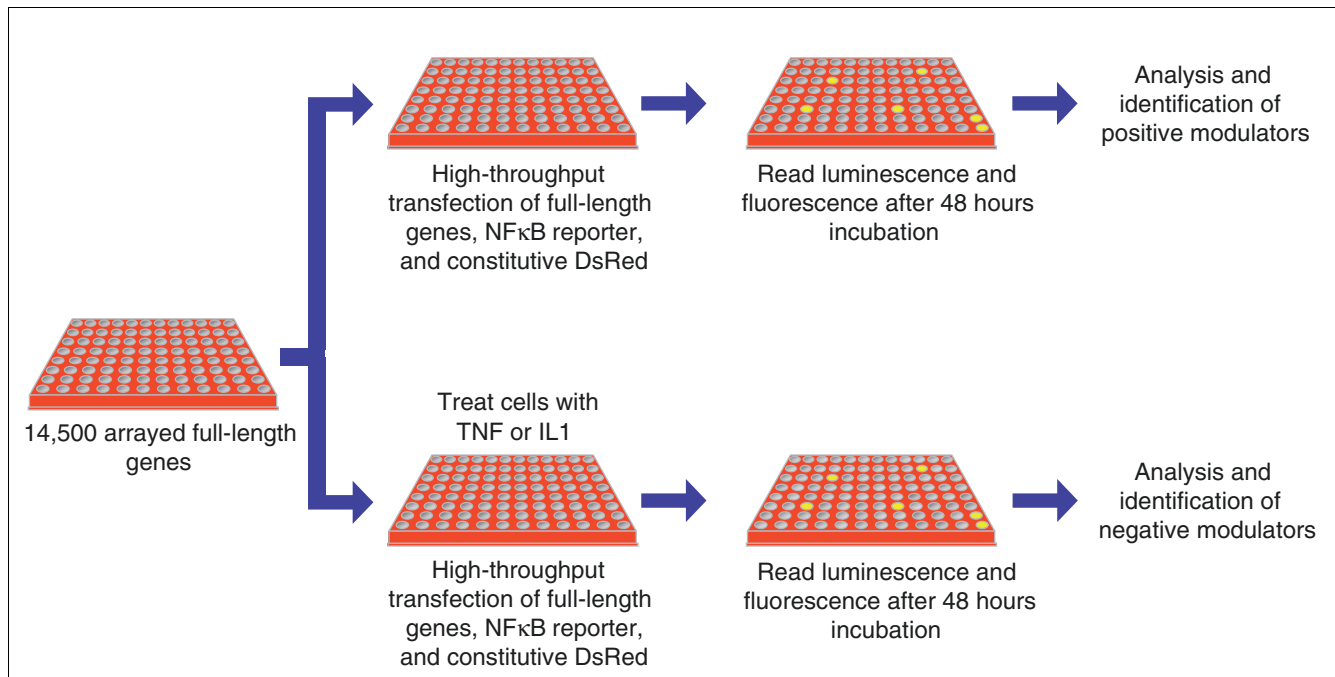 High-throughput
transfection of full-length
genes, NFκB reporter,
and constitutive DsRed
Read luminescence and
fluorescence after 48 hours
incubation
Analysis and
identification of
positive modulators
14,500 arrayed full-length
genes
Treat cells with
TNF or IL1
High-throughput
transfection of full-length
genes, NFκB reporter,
and constitutive DsRed
Read luminescence and
fluorescence after 48 hours
incubation
Analysis and
identification of
negative modulators